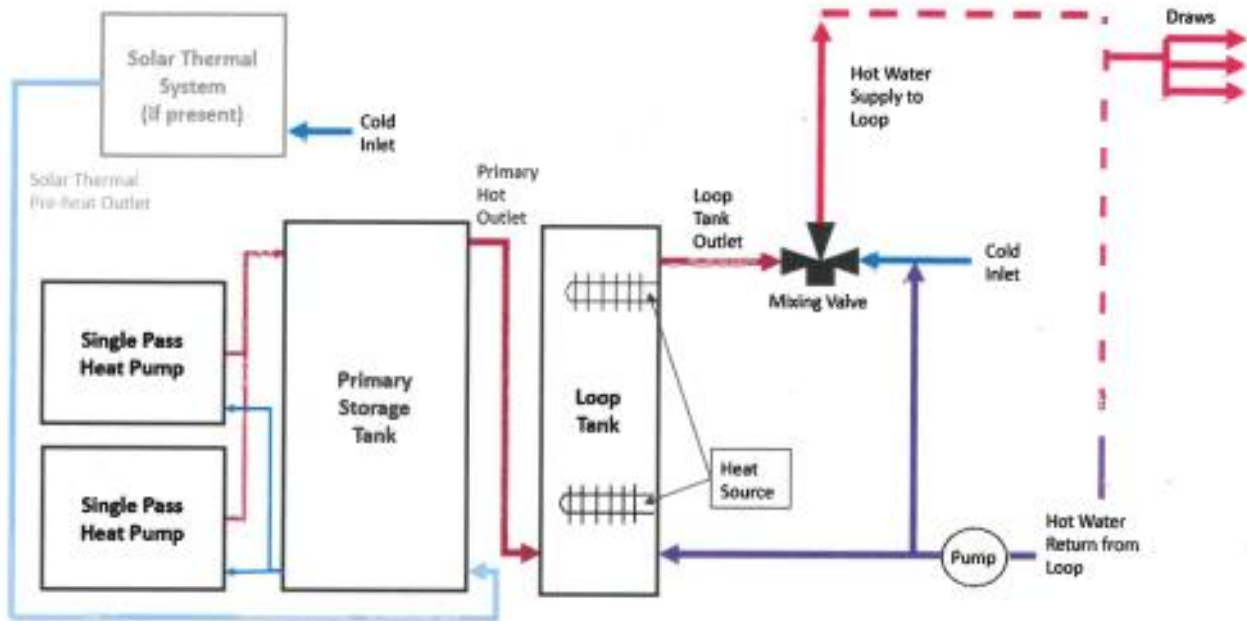 Solar Thermal
System
(if present)
Cold
Inlet
Solar Thermal
Pre-heat Outlet
Single Pass
Heat Pump
Single Pass
Heat Pump
Primary
Storage
Tank
Primary
Hot
Outlet
Loop
Tank
Heat
Source
Loop
Tank
Outlet
Mixing Valve
Hot Water
Supply to
Loop
Cold
Inlet
Draws
Pump
Hot Water
Return from
Loop